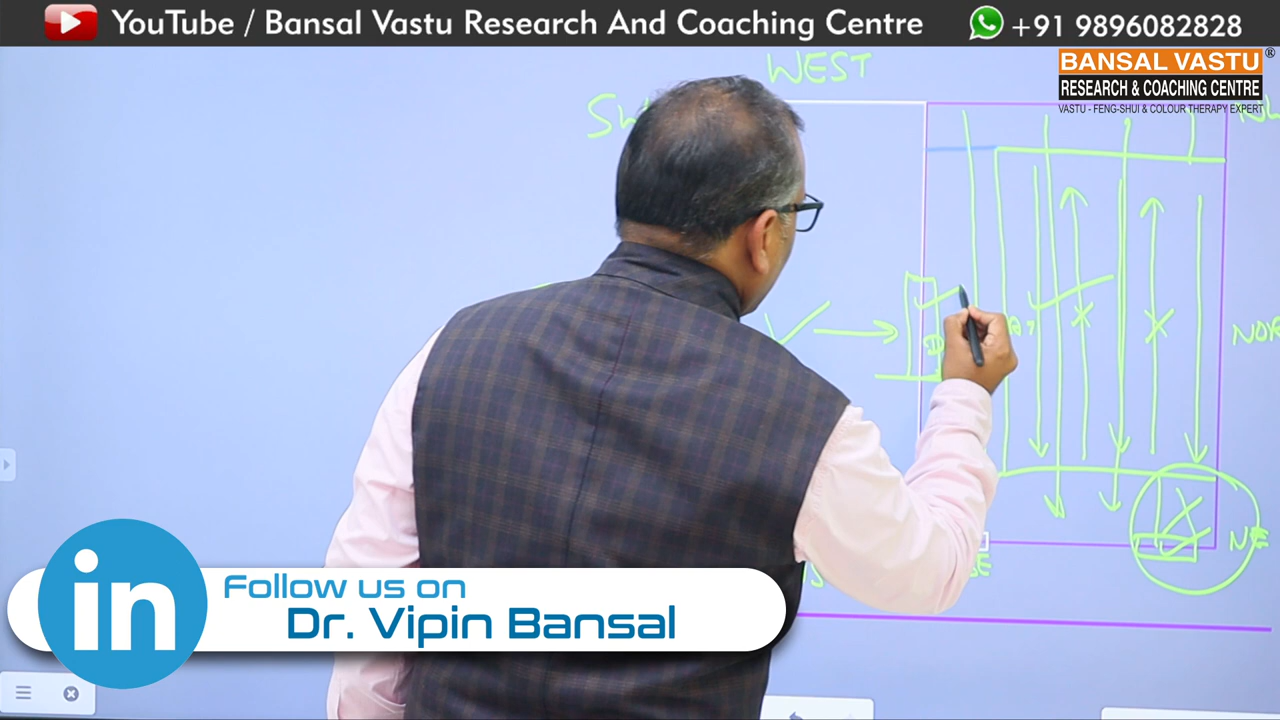 YouTube / Bansal Vastu Research And Coaching Centre
+91 9896082828
BANSAL VASTU®
RESEARCH & COACHING CENTRE
VASTU - FENG-SHUI & COLOUR THERAPY EXPERT
WEST
NE
in
Follow us on
Dr. Vipin Bansal